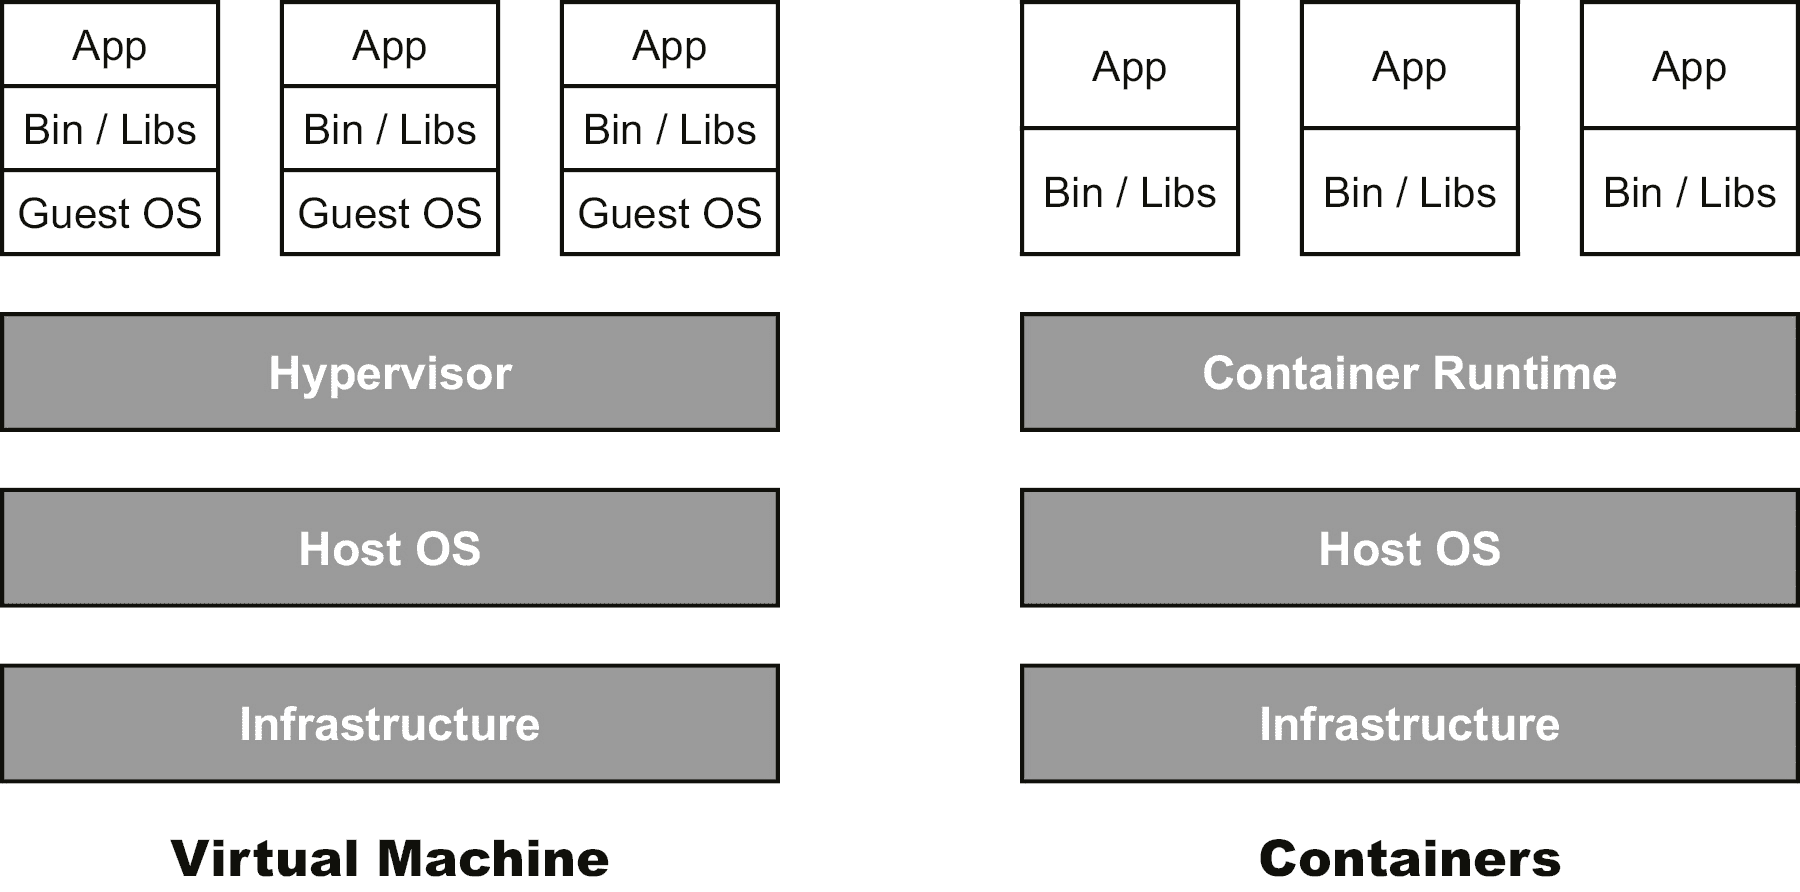 App
Bin / Libs
Guest OS
App
Bin / Libs
Guest OS
App
Bin / Libs
Guest OS
Hypervisor
Host OS
Infrastructure
Virtual Machine
App
Bin / Libs
App
Bin / Libs
App
Bin / Libs
Container Runtime
Host OS
Infrastructure
Containers